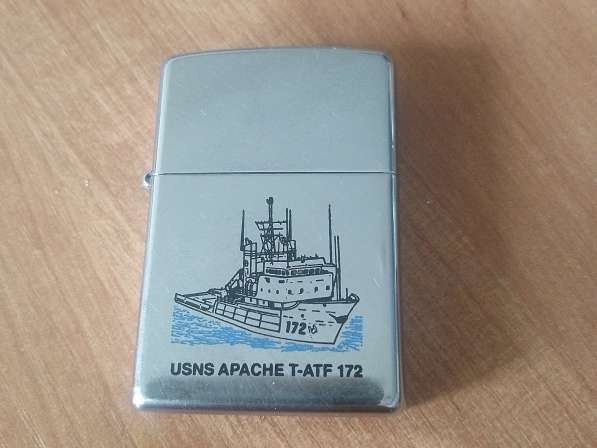 172
USNS APACHE T-ATF 172